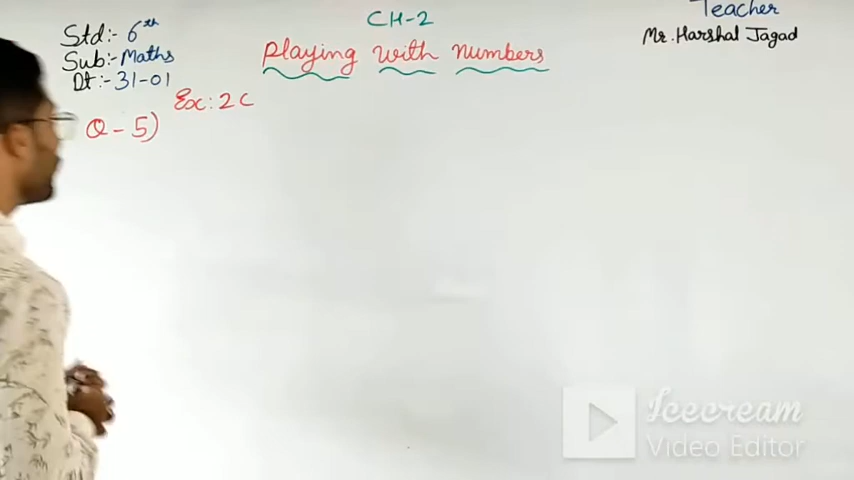 Std:- 6th
Sub:- Maths
Dt:- 31-01
CH-2
Playing with numbers
Teacher
Mr. Harshal Jagad
Ex: 2c
Q-5)
Icecream
Video Editor